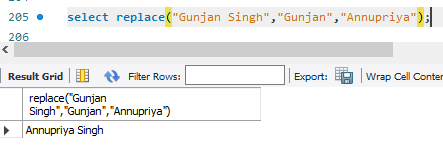 205 select replace("Gunjan Singh","Gunjan","Annupriya");
206
Result Grid Filter Rows: Export: Wrap Cell Conten
replace("Gunjan
Singh","Gunjan","Annupriya")
Annupriya Singh